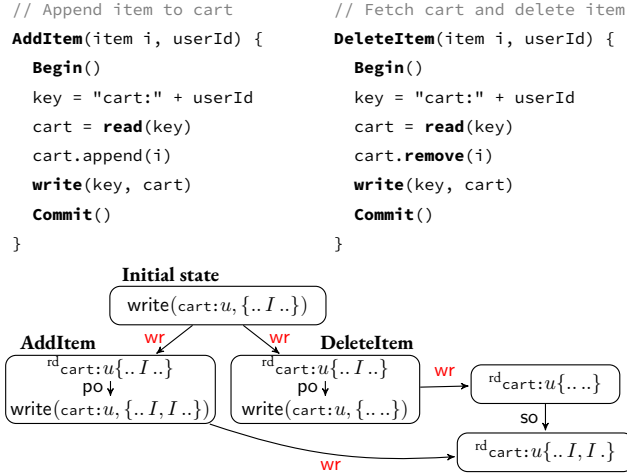 // Append item to cart
AddItem(item i, userId) {
Begin()
key = "cart:" + userId
cart = read(key)
cart.append(i)
write(key, cart)
Commit()
}
// Fetch cart and delete item
DeleteItem(item i, userId) {
Begin()
key = "cart:" + userId
cart = read(key)
cart.remove(i)
write(key, cart)
Commit()
}
Initial state
write(cart:u, {.. I ..})
wr
wr
AddItem
rdcart:u{.. I ..}
po
write(cart:u, {.. I, I ..})
DeleteItem
rdcart:u{.. I ..}
po
write(cart:u, {.. ..})
wr
rdcart:u{.. ..}
so
rdcart:u{.. I, I .}
wr